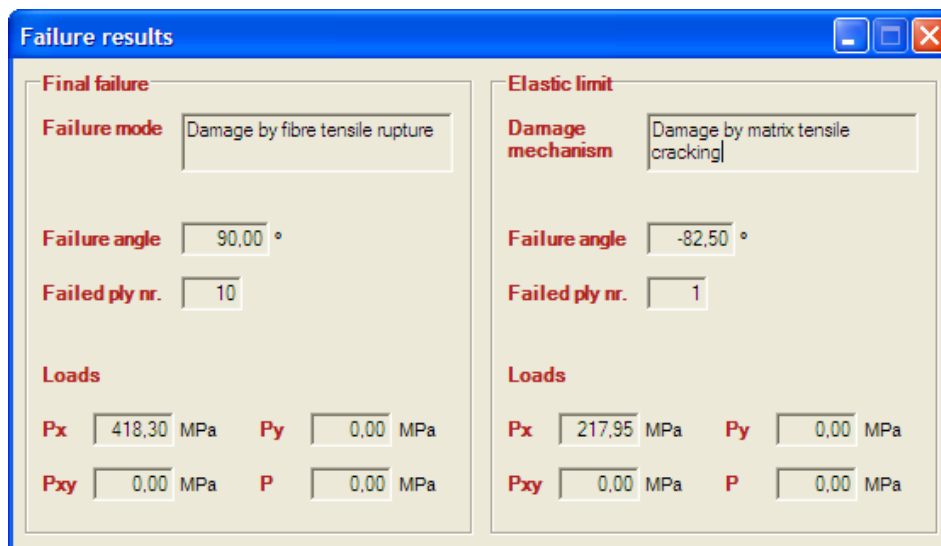 Failure results
Final failure
Failure mode Damage by fibre tensile rupture
Failure angle 90,00 °
Failed ply nr. 10
Loads
Px 418,30 MPa Py 0,00 MPa
Pxy 0,00 MPa P 0,00 MPa
Elastic limit
Damage mechanism Damage by matrix tensile cracking
Failure angle -82,50 °
Failed ply nr. 1
Loads
Px 217,95 MPa Py 0,00 MPa
Pxy 0,00 MPa P 0,00 MPa